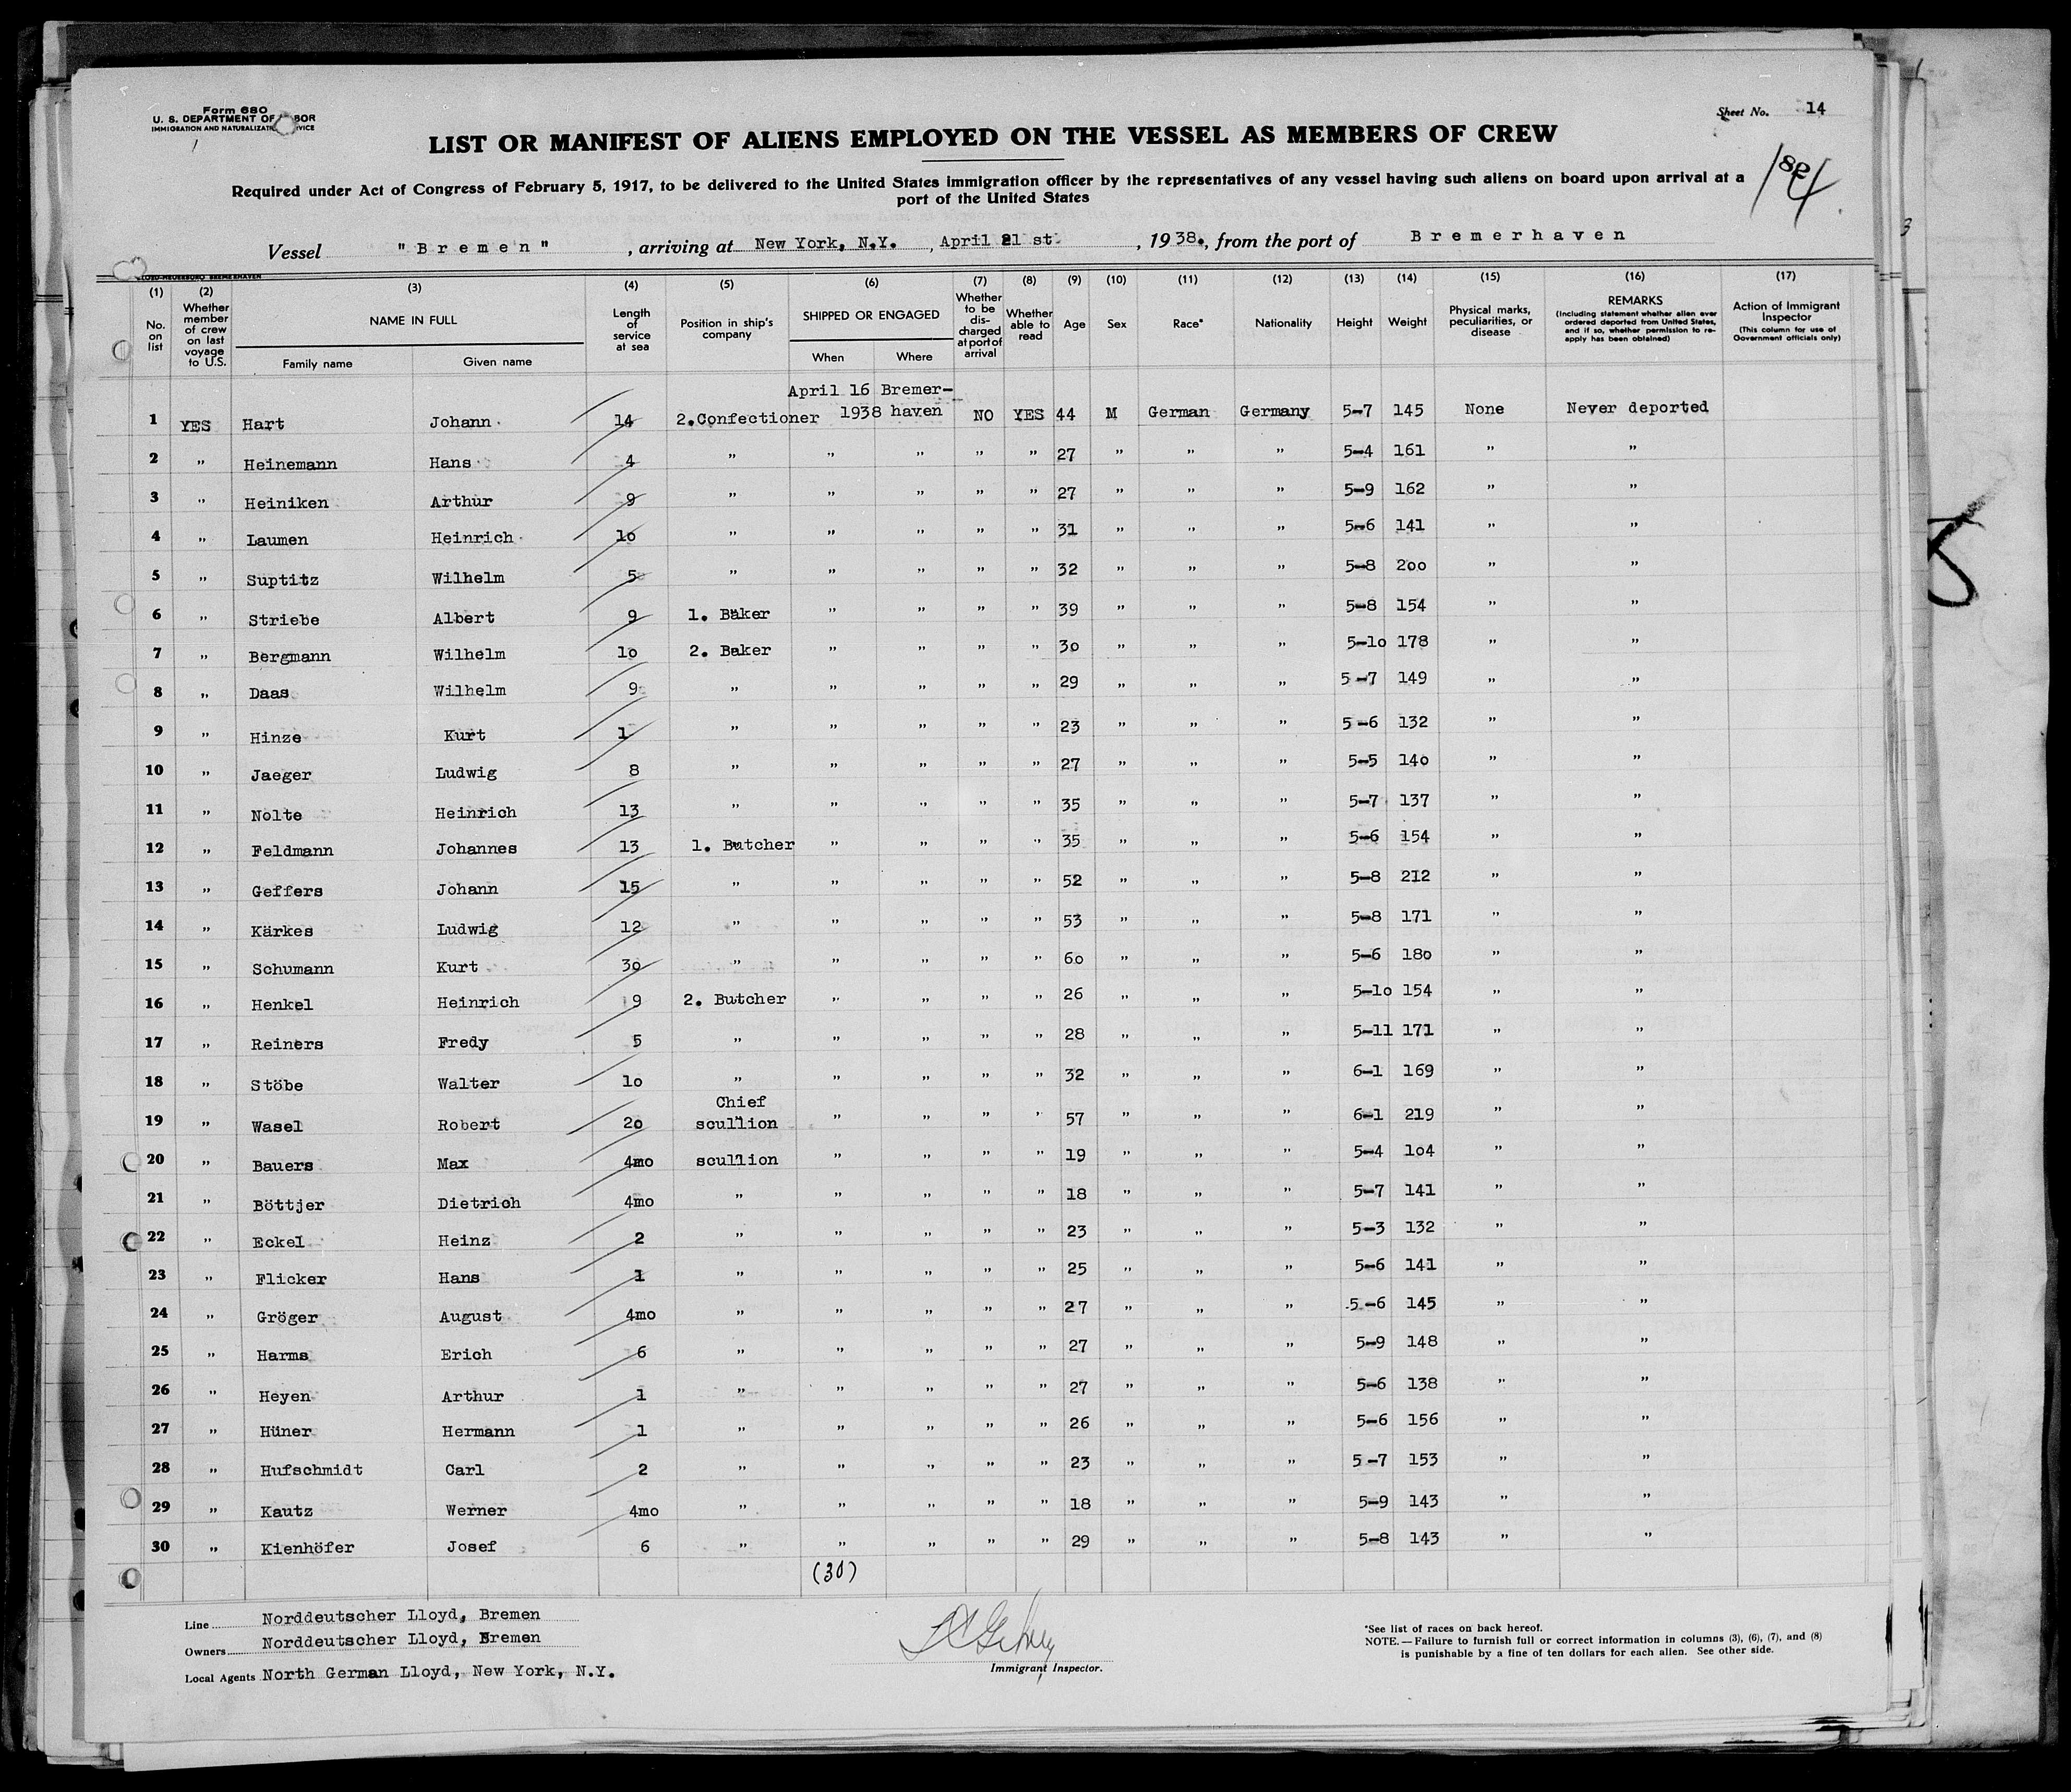 Form 680
U. S. DEPARTMENT OF LABOR
IMMIGRATION AND NATURALIZATION SERVICE
Sheet No. 14
LIST OR MANIFEST OF ALIENS EMPLOYED ON THE VESSEL AS MEMBERS OF CREW
Required under Act of Congress of February 5, 1917, to be delivered to the United States immigration officer by the representatives of any vessel having such aliens on board upon arrival at a
port of the United States
Vessel "Bremen", arriving at New York, N.Y., April 21 st., 1938., from the port of Bremerhaven
(1) (2) (3) (4) (5) (6) (7) (8) (9) (10) (11) (12) (13) (14) (15) (16) (17)
No. on list
Whether member of crew on last voyage to U.S.
NAME IN FULL
Family name Given name
Length of service at sea
Position in ship's company
SHIPPED OR ENGAGED
When Where
Whether to be discharged at port of arrival
Whether able to read
Age
Sex
Race*
Nationality
Height
Weight
Physical marks, peculiarities, or disease
REMARKS
(Including statement whether alien ever ordered deported from United States, and if so, whether permission to re-apply has been obtained)
Action of Immigrant Inspector
(This column for use of Government officials only)
April 16 Bremer-
1 YES Hart Johann 14 2.Confectioner 1938 haven NO YES 44 M German Germany 5-7 145 None Never deported
2 " Heinemann Hans 4 " " " " " 27 " " " 5-4 161 " "
3 " Heiniken Arthur 9 " " " " " 27 " " " 5-9 162 " "
4 " Laumen Heinrich 10 " " " " " 31 " " " 5-6 141 " "
5 " Suptitz Wilhelm 5 " " " " " 32 " " " 5-8 200 " "
6 " Striebe Albert 9 1. Baker " " " " 39 " " " 5-8 154 " "
7 " Bergmann Wilhelm 10 2. Baker " " " " 30 " " " 5-10 178 " "
8 " Daas Wilhelm 9 " " " " " 29 " " " 5-7 149 " "
9 " Hinze Kurt 1 " " " " " 23 " " " 5-6 132 " "
10 " Jaeger Ludwig 8 " " " " " 27 " " " 5-5 140 " "
11 " Nolte Heinrich 13 " " " " " 35 " " " 5-7 137 " "
12 " Feldmann Johannes 13 1. Butcher " " " " 35 " " " 5-6 154 " "
13 " Geffers Johann 15 " " " " " 52 " " " 5-8 212 " "
14 " Kärkes Ludwig 12 " " " " " 53 " " " 5-8 171 " "
15 " Schumann Kurt 30 " " " " " 60 " " " 5-6 180 " "
16 " Henkel Heinrich 9 2. Butcher " " " " 26 " " " 5-10 154 " "
17 " Reiners Fredy 5 " " " " " 28 " " " 5-11 171 " "
18 " Stöbe Walter 10 " " " " " 32 " " " 6-1 169 " "
19 " Wasel Robert 20 Chief scullion " " " " 57 " " " 6-1 219 " "
20 " Bauers Max 4mo scullion " " " " 19 " " " 5-4 104 " "
21 " Böttjer Dietrich 4mo " " " " " 18 " " " 5-7 141 " "
22 " Eckel Heinz 2 " " " " " 23 " " " 5-3 132 " "
23 " Flicker Hans 1 " " " " " 25 " " " 5-6 141 " "
24 " Gröger August 4mo " " " " " 27 " " " 5-6 145 " "
25 " Harms Erich 6 " " " " " 27 " " " 5-9 148 " "
26 " Heyen Arthur 1 " " " " " 27 " " " 5-6 138 " "
27 " Hüner Hermann 1 " " " " " 26 " " " 5-6 156 " "
28 " Hufschmidt Carl 2 " " " " " 23 " " " 5-7 153 " "
29 " Kautz Werner 4mo " " " " " 18 " " " 5-9 143 " "
30 " Kienhöfer Josef 6 " " " " " 29 " " " 5-8 143 " "
(30)
Line Norddeutscher Lloyd, Bremen
Owners Norddeutscher Lloyd, Bremen
Local Agents North German Lloyd, New York, N.Y.
Immigrant Inspector.
*See list of races on back hereof.
NOTE.—Failure to furnish full or correct information in columns (3), (6), (7), and (8)
is punishable by a fine of ten dollars for each alien. See other side.